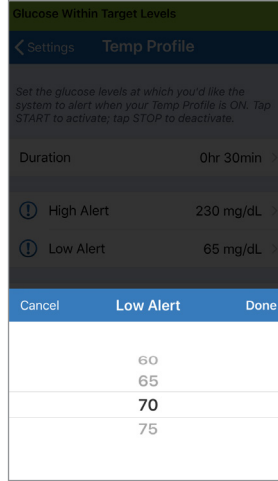 Glucose Within Target Levels
Settings Temp Profile
Set the glucose levels at which you'd like the
system to alert when your Temp Profile is ON. Tap
START to activate; tap STOP to deactivate.
Duration 0hr 30min
High Alert 230 mg/dL
Low Alert 65 mg/dL
Cancel Low Alert Done
60
65
70
75